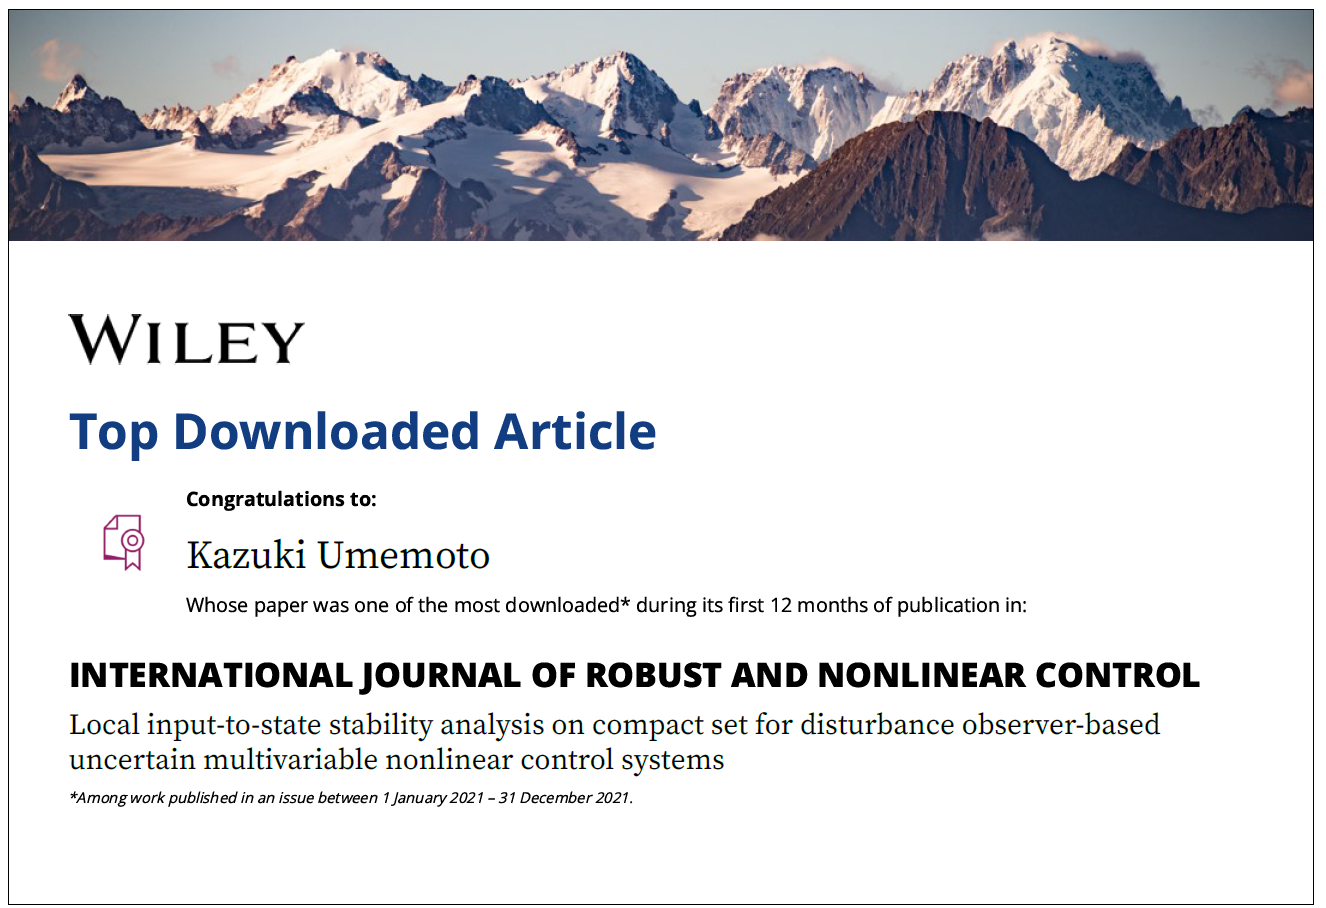 WILEY
Top Downloaded Article
Congratulations to:
Kazuki Umemoto
Whose paper was one of the most downloaded* during its first 12 months of publication in:
INTERNATIONAL JOURNAL OF ROBUST AND NONLINEAR CONTROL
Local input-to-state stability analysis on compact set for disturbance observer-based
uncertain multivariable nonlinear control systems
*Among work published in an issue between 1 January 2021 – 31 December 2021.